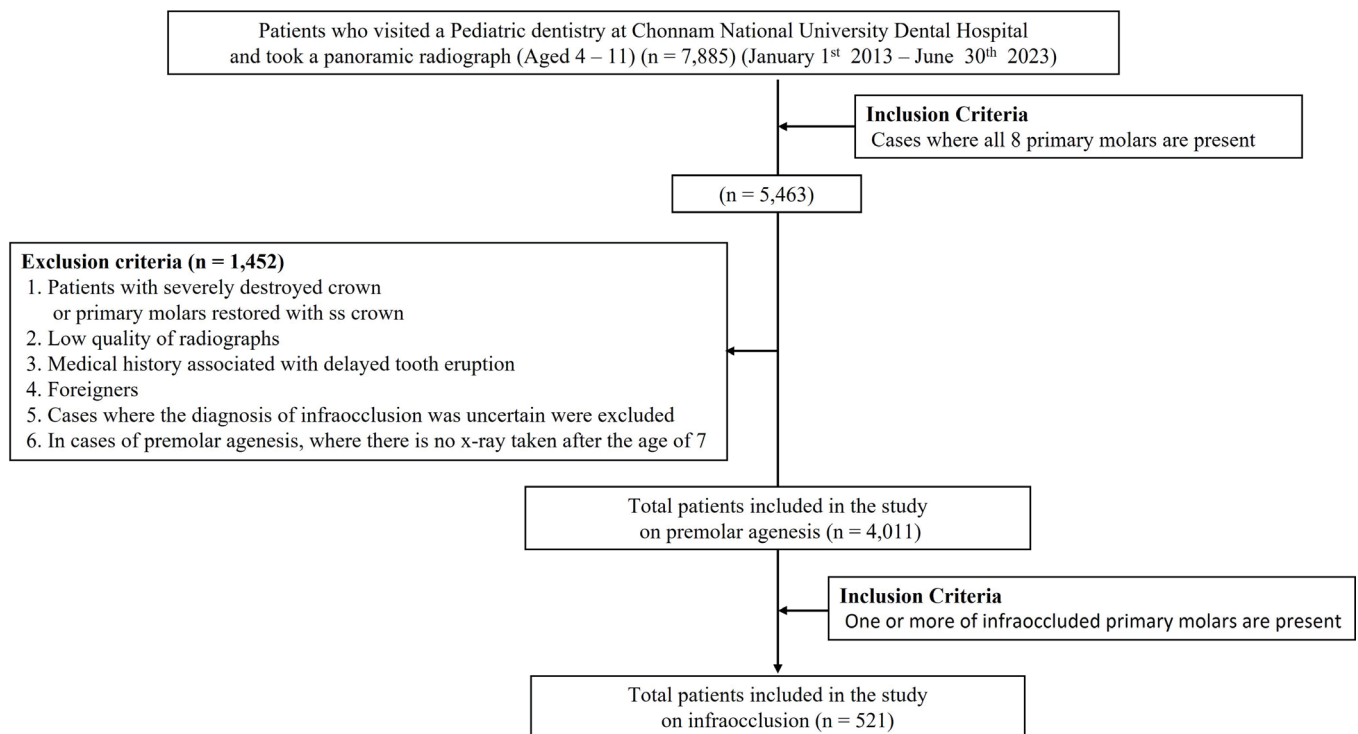 Patients who visited a Pediatric dentistry at Chonnam National University Dental Hospital
and took a panoramic radiograph (Aged 4 – 11) (n = 7,885) (January 1st 2013 – June 30th 2023)
Inclusion Criteria
Cases where all 8 primary molars are present
(n = 5,463)
Exclusion criteria (n = 1,452)
1. Patients with severely destroyed crown
or primary molars restored with ss crown
2. Low quality of radiographs
3. Medical history associated with delayed tooth eruption
4. Foreigners
5. Cases where the diagnosis of infraocclusion was uncertain were excluded
6. In cases of premolar agenesis, where there is no x-ray taken after the age of 7
Total patients included in the study
on premolar agenesis (n = 4,011)
Inclusion Criteria
One or more of infraoccluded primary molars are present
Total patients included in the study
on infraocclusion (n = 521)